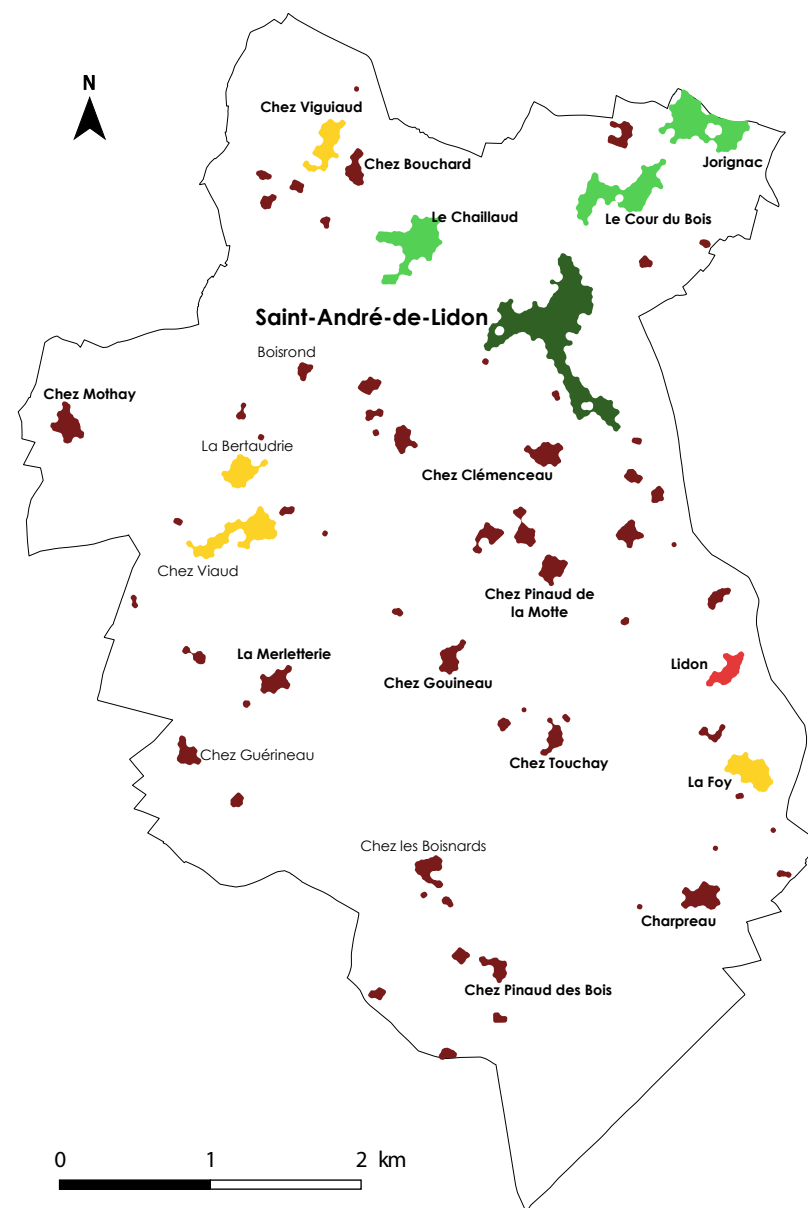 N
Chez Viguiaud
Chez Bouchard
Jorignac
Le Chaillaud
Le Cour du Bois
Saint-André-de-Lidon
Boisrond
Chez Mothay
La Bertaudrie
Chez Clémenceau
Chez Viaud
Chez Pinaud de
la Motte
La Merletterie
Lidon
Chez Gouineau
Chez Guérineau
Chez Touchay
La Foy
Chez les Boisnards
Charpreau
Chez Pinaud des Bois
0 1 2 km